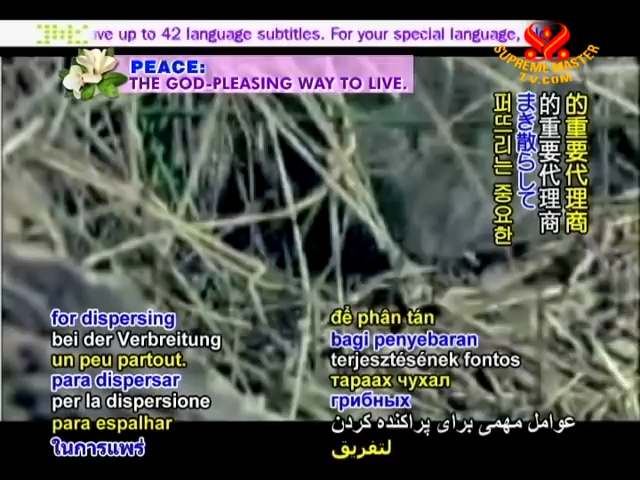 ve up to 42 language subtitles. For your special language,
SUPREME MASTER
TV.COM
PEACE:
THE GOD-PLEASING WAY TO LIVE.
的重要代理商
的重要代理商
まき散らして
퍼뜨리는 중요한
for dispersing
bei der Verbreitung
un peu partout.
para dispersar
per la dispersione
para espalhar
ในการแพร่
để phân tán
bagi penyebaran
terjesztésének fontos
тараах чухал
грибных
عوامل مهمی برای پراکنده کردن
لتفريق